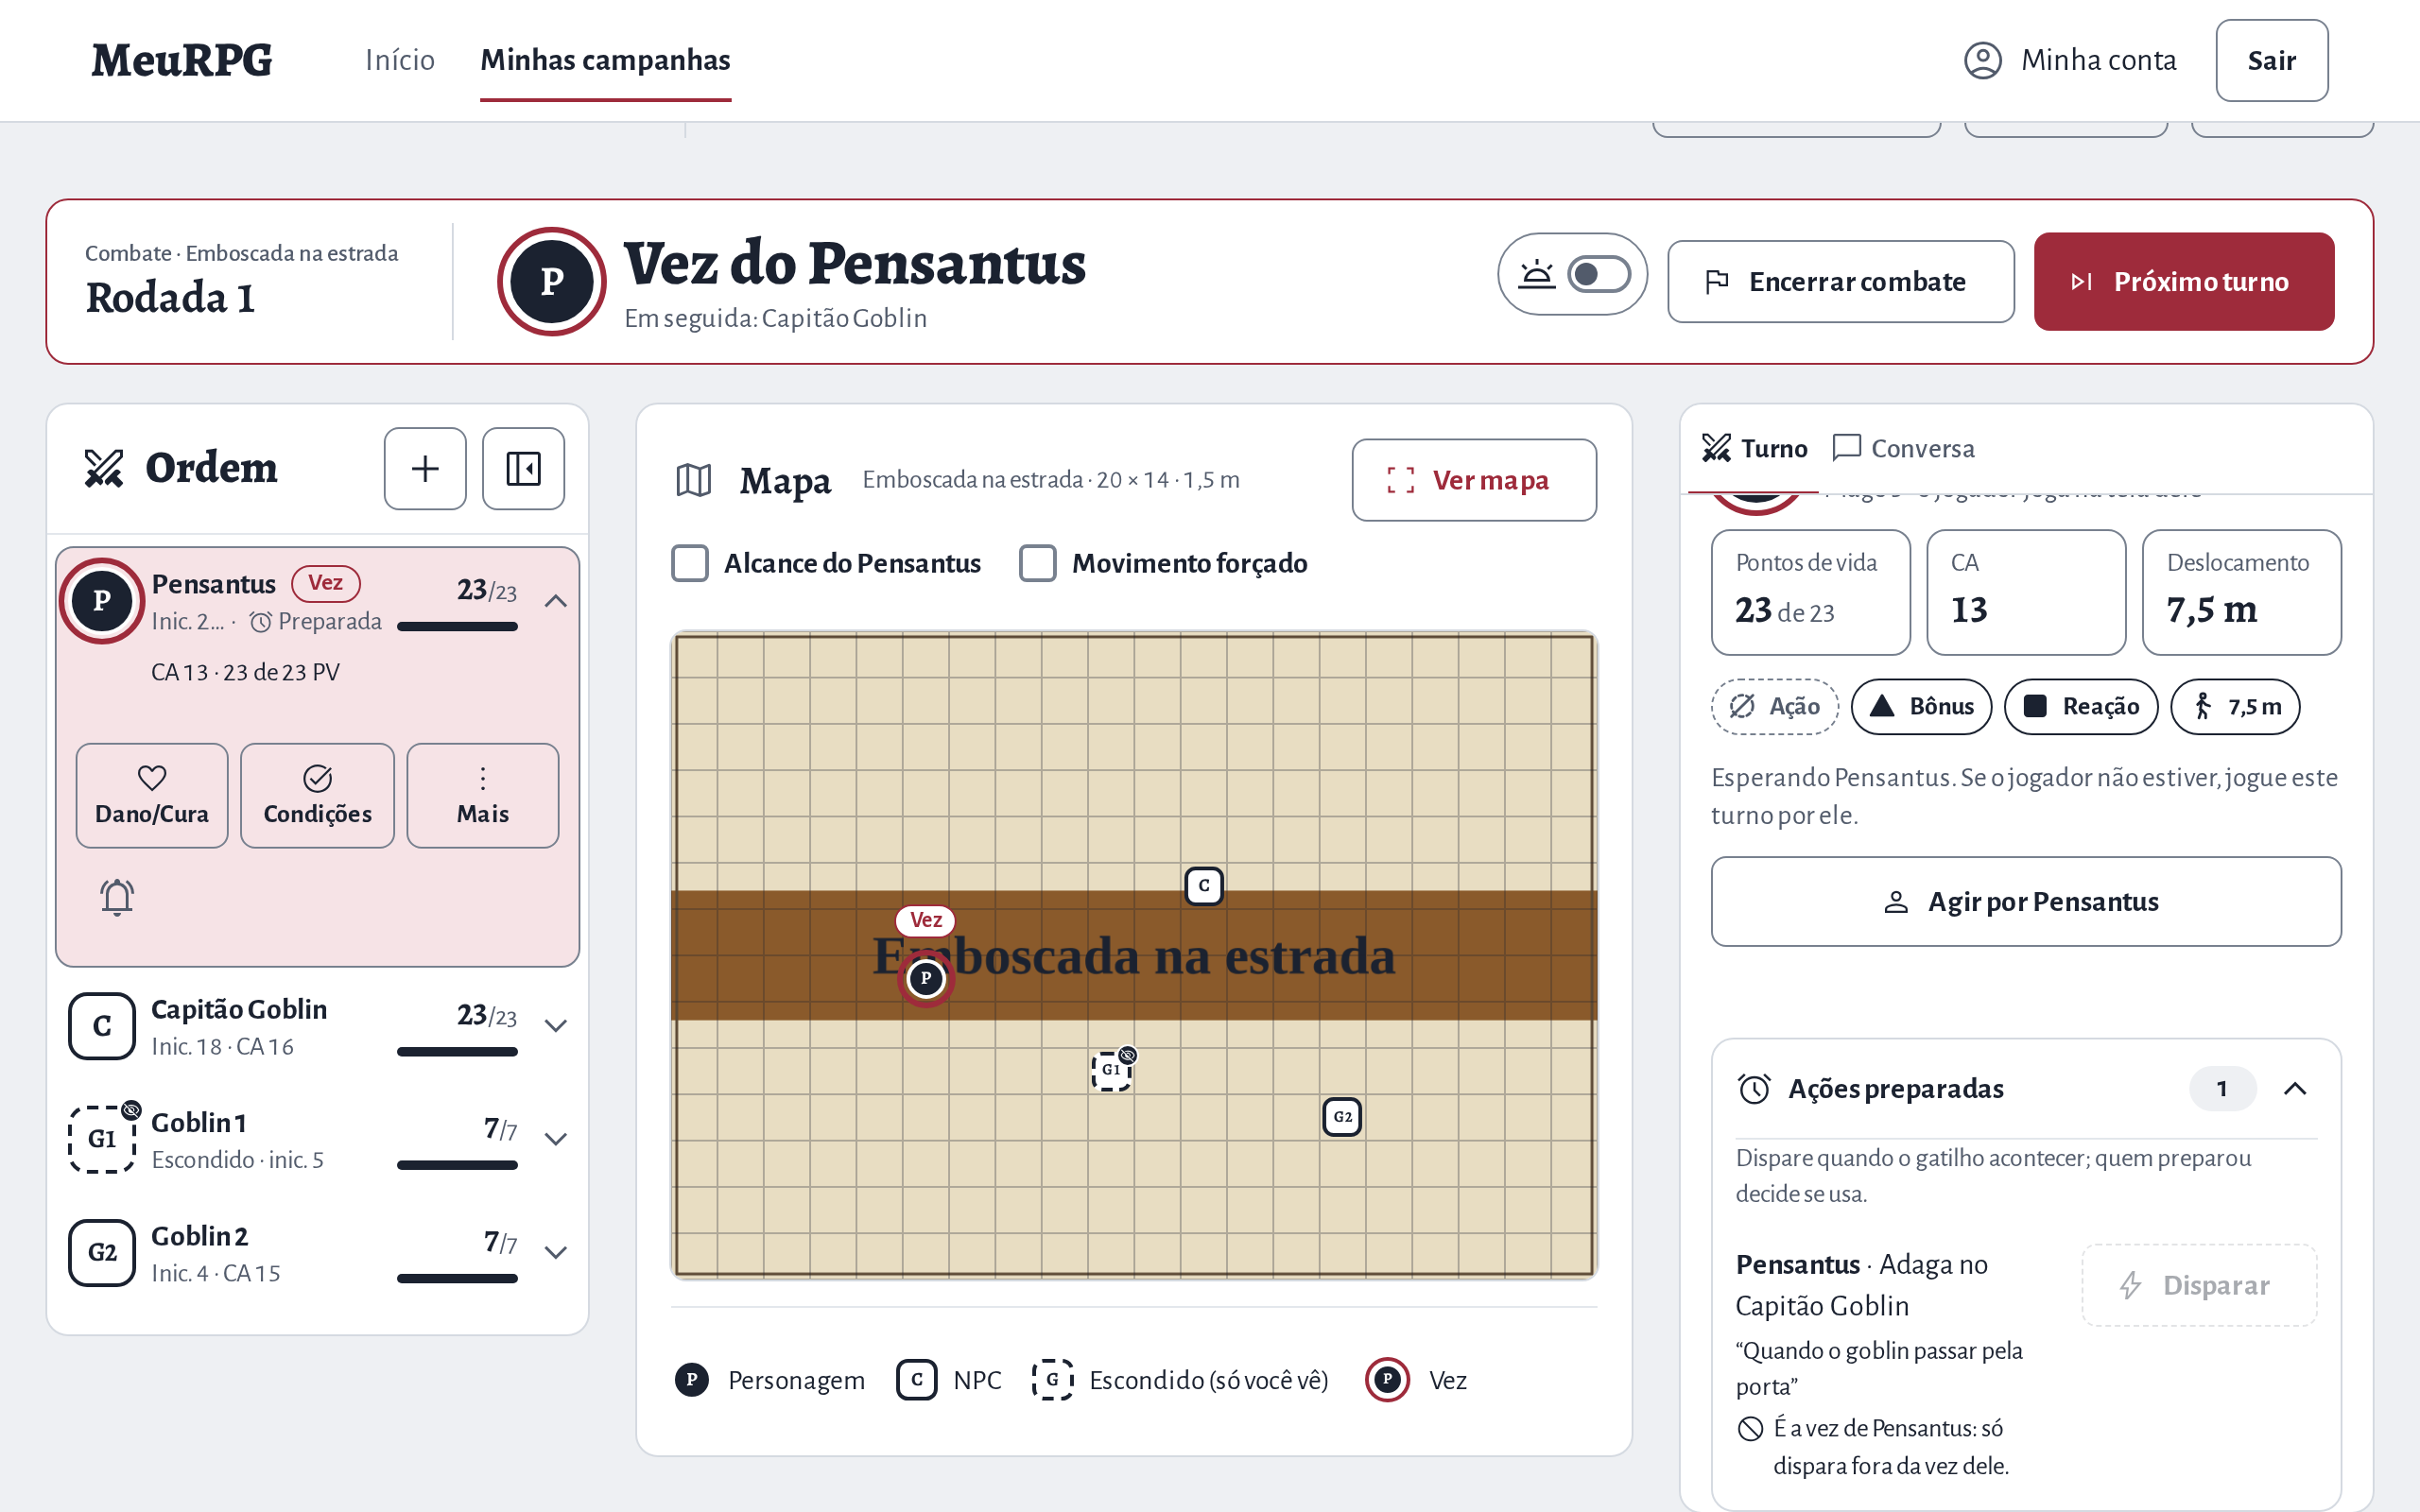 MeuRPG
Início
Minhas campanhas
Minha conta
Sair
Combate · Emboscada na estrada
Rodada 1
P
Vez do Pensantus
Em seguida: Capitão Goblin
Encerrar combate
Próximo turno
Ordem
P
Pensantus
Vez
23/23
Inic. 2… ·
Preparada
CA 13 · 23 de 23 PV
Dano/Cura
Condições
Mais
C
Capitão Goblin
23/23
Inic. 18 · CA 16
G1
Goblin 1
7/7
Escondido · inic. 5
G2
Goblin 2
7/7
Inic. 4 · CA 15
Mapa
Emboscada na estrada · 20 × 14 · 1,5 m
Ver mapa
Alcance do Pensantus
Movimento forçado
C
Vez
Emboscada na estrada
P
G1
G2
P
Personagem
C
NPC
G
Escondido (só você vê)
P
Vez
Turno
Conversa
Pontos de vida
23 de 23
CA
13
Deslocamento
7,5 m
Ação
Bônus
Reação
7,5 m
Esperando Pensantus. Se o jogador não estiver, jogue este
turno por ele.
Agir por Pensantus
Ações preparadas
1
Dispare quando o gatilho acontecer; quem preparou
decide se usa.
Pensantus · Adaga no
Capitão Goblin
Disparar
“Quando o goblin passar pela
porta”
É a vez de Pensantus: só
dispara fora da vez dele.